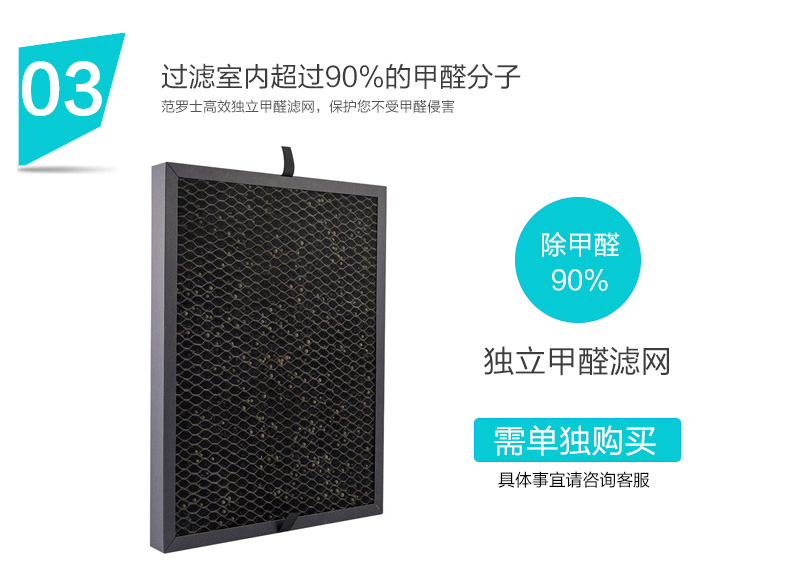 03
过滤室内超过90%的甲醛分子
范罗士高效独立甲醛滤网，保护您不受甲醛侵害
除甲醛
90%
独立甲醛滤网
需单独购买
具体事宜请咨询客服